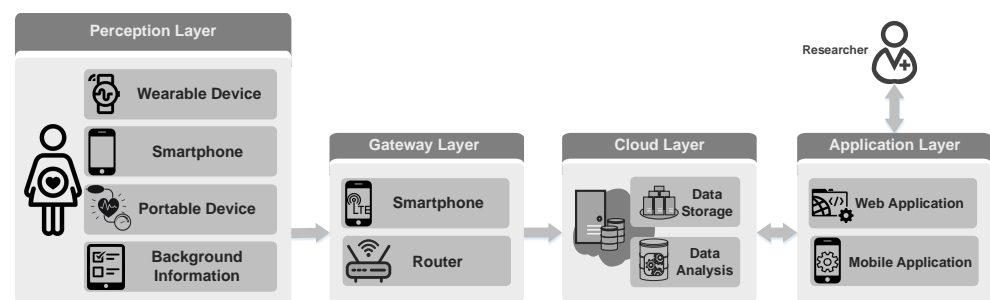 Perception Layer
Wearable Device
Smartphone
Portable Device
Background
Information
Gateway Layer
LTE
Smartphone
Router
Cloud Layer
Data
Storage
Data
Analysis
Researcher
Application Layer
</> Web Application
Mobile Application